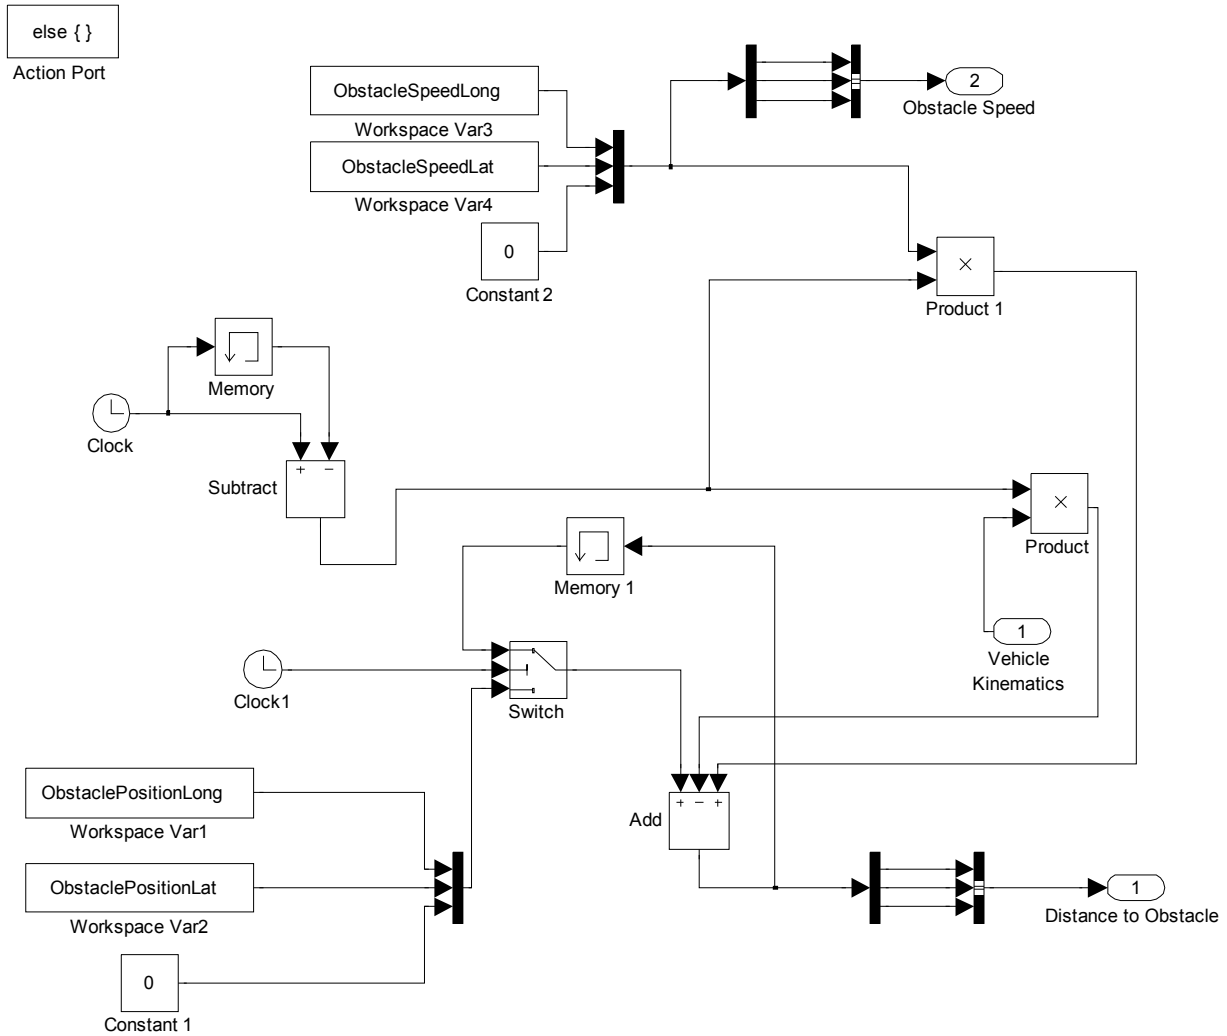 else { }
Action Port
ObstacleSpeedLong
Workspace Var3
ObstacleSpeedLat
Workspace Var4
0
Constant 2
2
Obstacle Speed
×
Product 1
Memory
Clock
+ −
Subtract
×
Product
Memory 1
1
Vehicle
Kinematics
Clock1
Switch
ObstaclePositionLong
Workspace Var1
+ − +
Add
ObstaclePositionLat
Workspace Var2
1
Distance to Obstacle
0
Constant 1